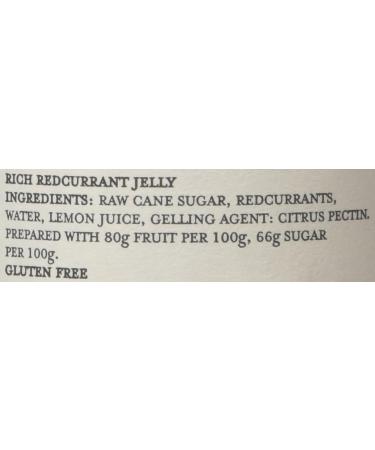 RICH REDCURRANT JELLY
INGREDIENTS: RAW CANE SUGAR, REDCURRANTS,
WATER, LEMON JUICE, GELLING AGENT: CITRUS PECTIN.
PREPARED WITH 80g FRUIT PER 100g, 66g SUGAR
PER 100g.
GLUTEN FREE